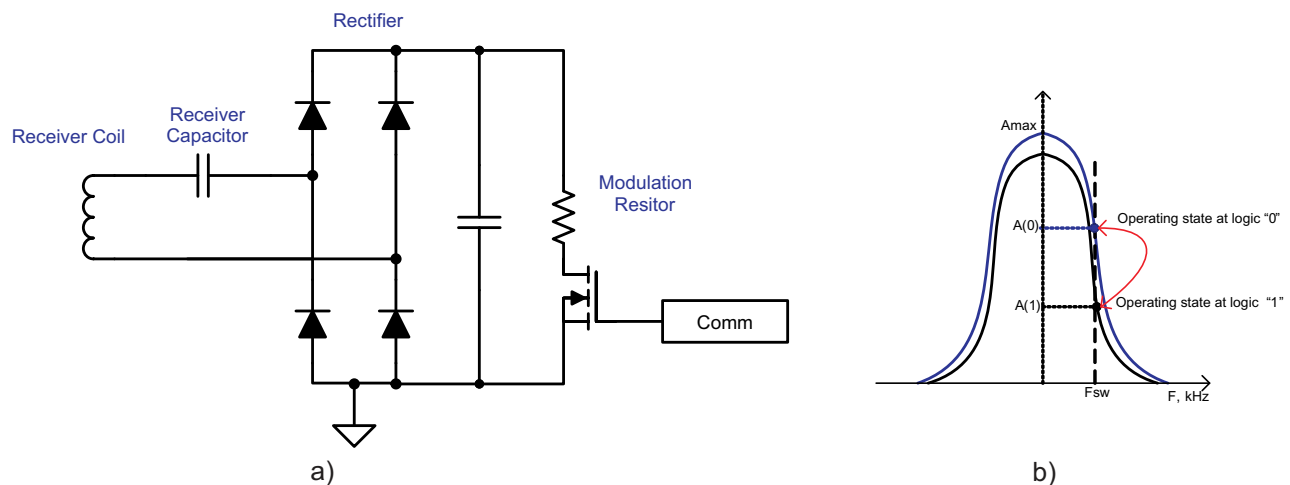 Rectifier
Receiver
Capacitor
Receiver Coil
Modulation
Resitor
Comm
a)
Amax
A(0)
Operating state at logic “0”
A(1)
Operating state at logic “1”
Fsw
F, kHz
b)